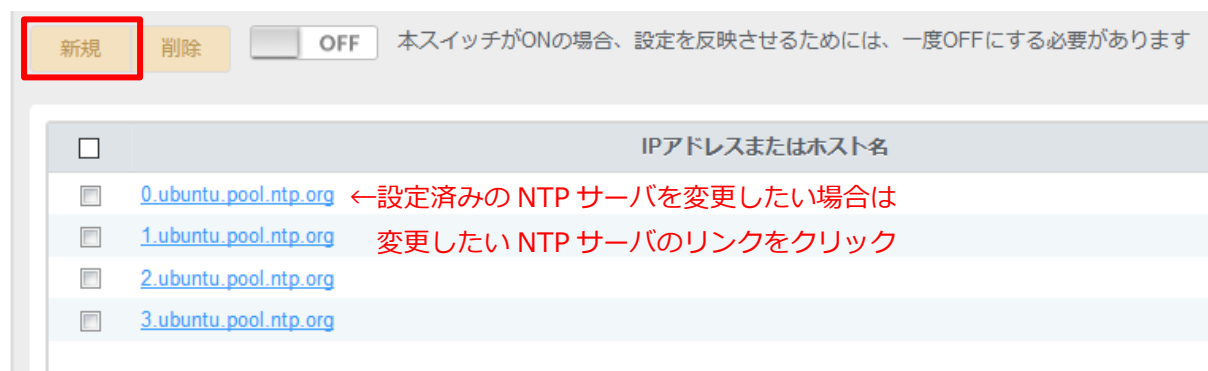 新規 削除 OFF 本スイッチがONの場合、設定を反映させるためには、一度OFFにする必要があります
IPアドレスまたはホスト名
0.ubuntu.pool.ntp.org ←設定済みの NTP サーバを変更したい場合は
1.ubuntu.pool.ntp.org 変更したい NTP サーバのリンクをクリック
2.ubuntu.pool.ntp.org
3.ubuntu.pool.ntp.org